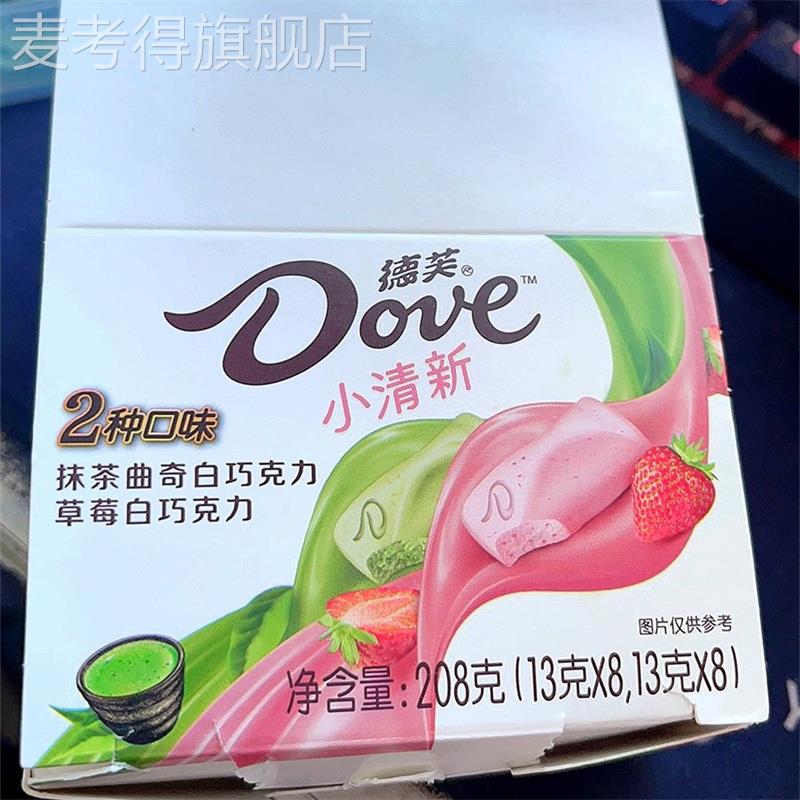 麦考得旗舰店
德芙®
Dove™
小清新
2种口味
抹茶曲奇白巧克力
草莓白巧克力
图片仅供参考
净含量:208克(13克X8,13克X8)